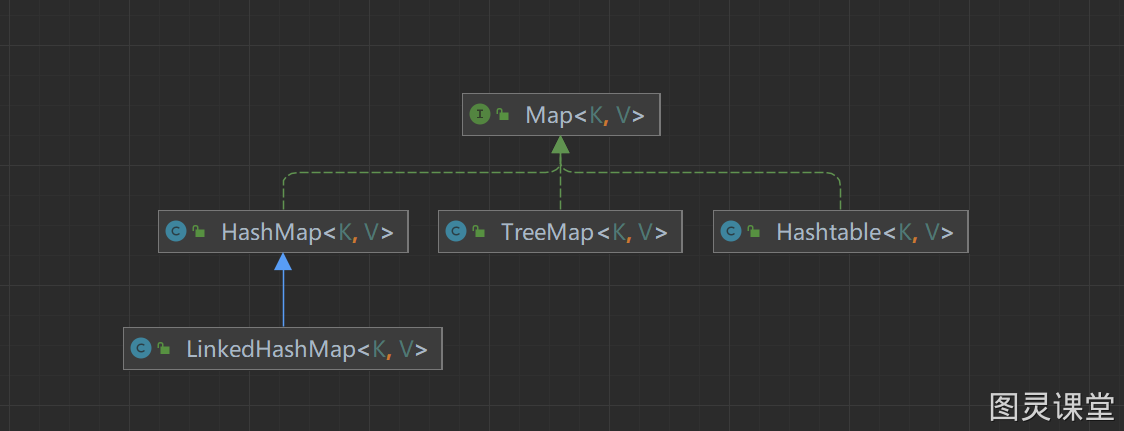 Map<K, V>
HashMap<K, V>
TreeMap<K, V>
Hashtable<K, V>
LinkedHashMap<K, V>
图灵课堂